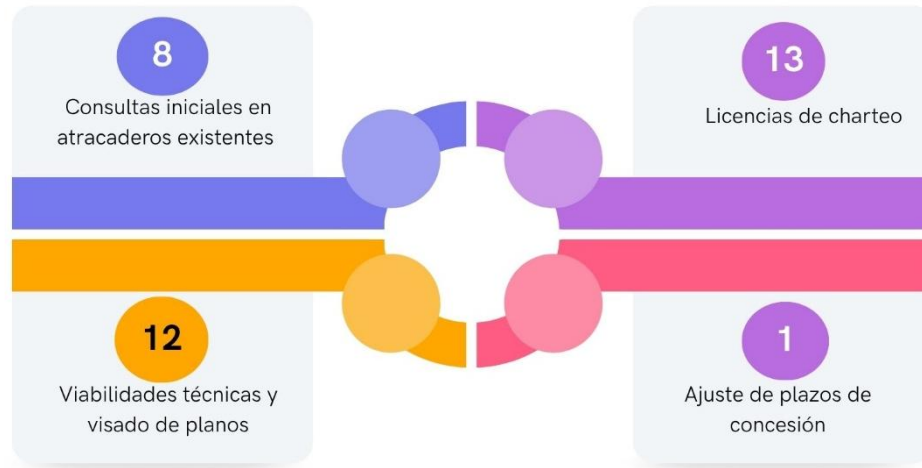 8
Consultas iniciales en
atracaderos existentes
13
Licencias de charteo
12
Viabilidades técnicas y
visado de planos
1
Ajuste de plazos de
concesión